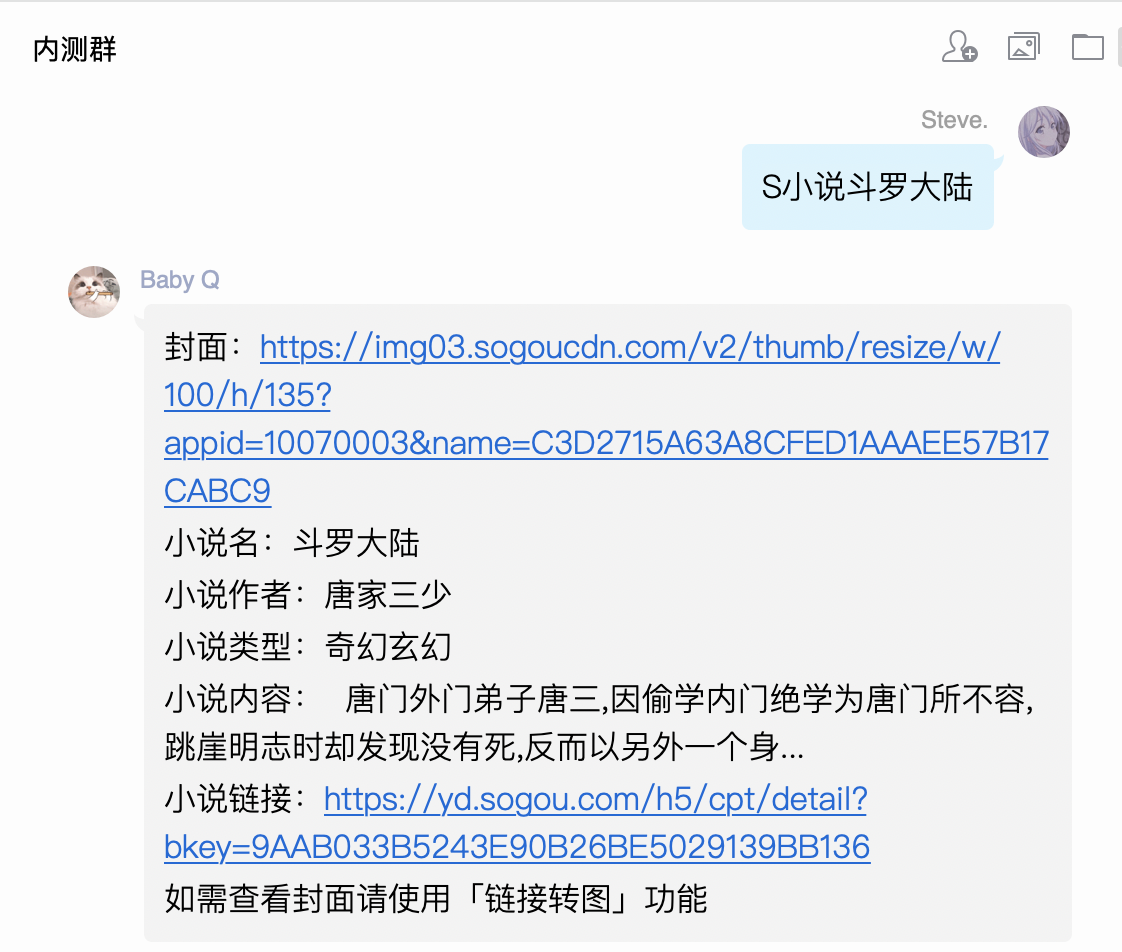 内测群
Steve.
S小说斗罗大陆
Baby Q
封面：https://img03.sogoucdn.com/v2/thumb/resize/w/
100/h/135?
appid=10070003&name=C3D2715A63A8CFED1AAAEE57B17
CABC9
小说名：斗罗大陆
小说作者：唐家三少
小说类型：奇幻玄幻
小说内容：  唐门外门弟子唐三,因偷学内门绝学为唐门所不容,
跳崖明志时却发现没有死,反而以另外一个身...
小说链接：https://yd.sogou.com/h5/cpt/detail?
bkey=9AAB033B5243E90B26BE5029139BB136
如需查看封面请使用「链接转图」功能